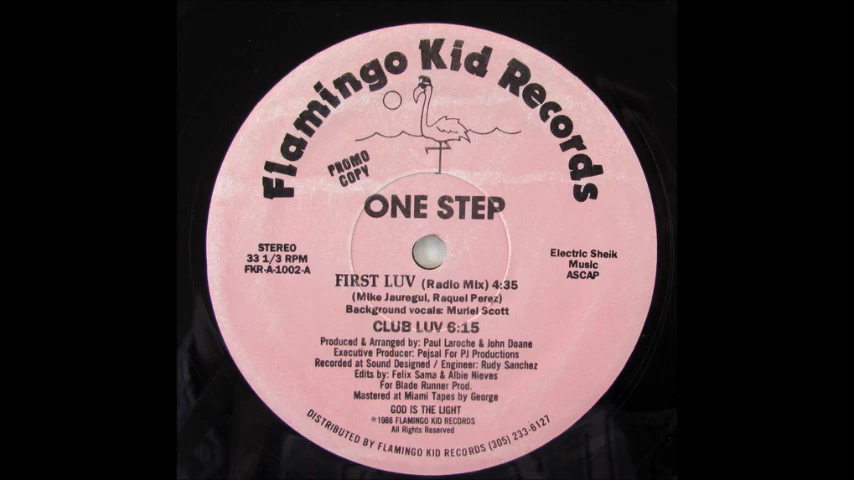 Flamingo Kid Records
PROMO
COPY
ONE STEP
STEREO
33 1/3 RPM
FKR-A-1002-A
Electric Sheik
Music
ASCAP
FIRST LUV (Radio Mix) 4:35
(Mike Jauregui, Raquel Perez)
Background vocals: Muriel Scott
CLUB LUV 6:15
Produced & Arranged by: Paul Laroche & John Doane
Executive Producer: Pejsal For PJ Productions
Recorded at Sound Designed / Engineer: Rudy Sanchez
Edits by: Felix Sama & Albie Nieves
For Blade Runner Prod.
Mastered at Miami Tapes by George
GOD IS THE LIGHT
℗ 1988 FLAMINGO KID RECORDS
All Rights Reserved
DISTRIBUTED BY FLAMINGO KID RECORDS (305) 233-6127